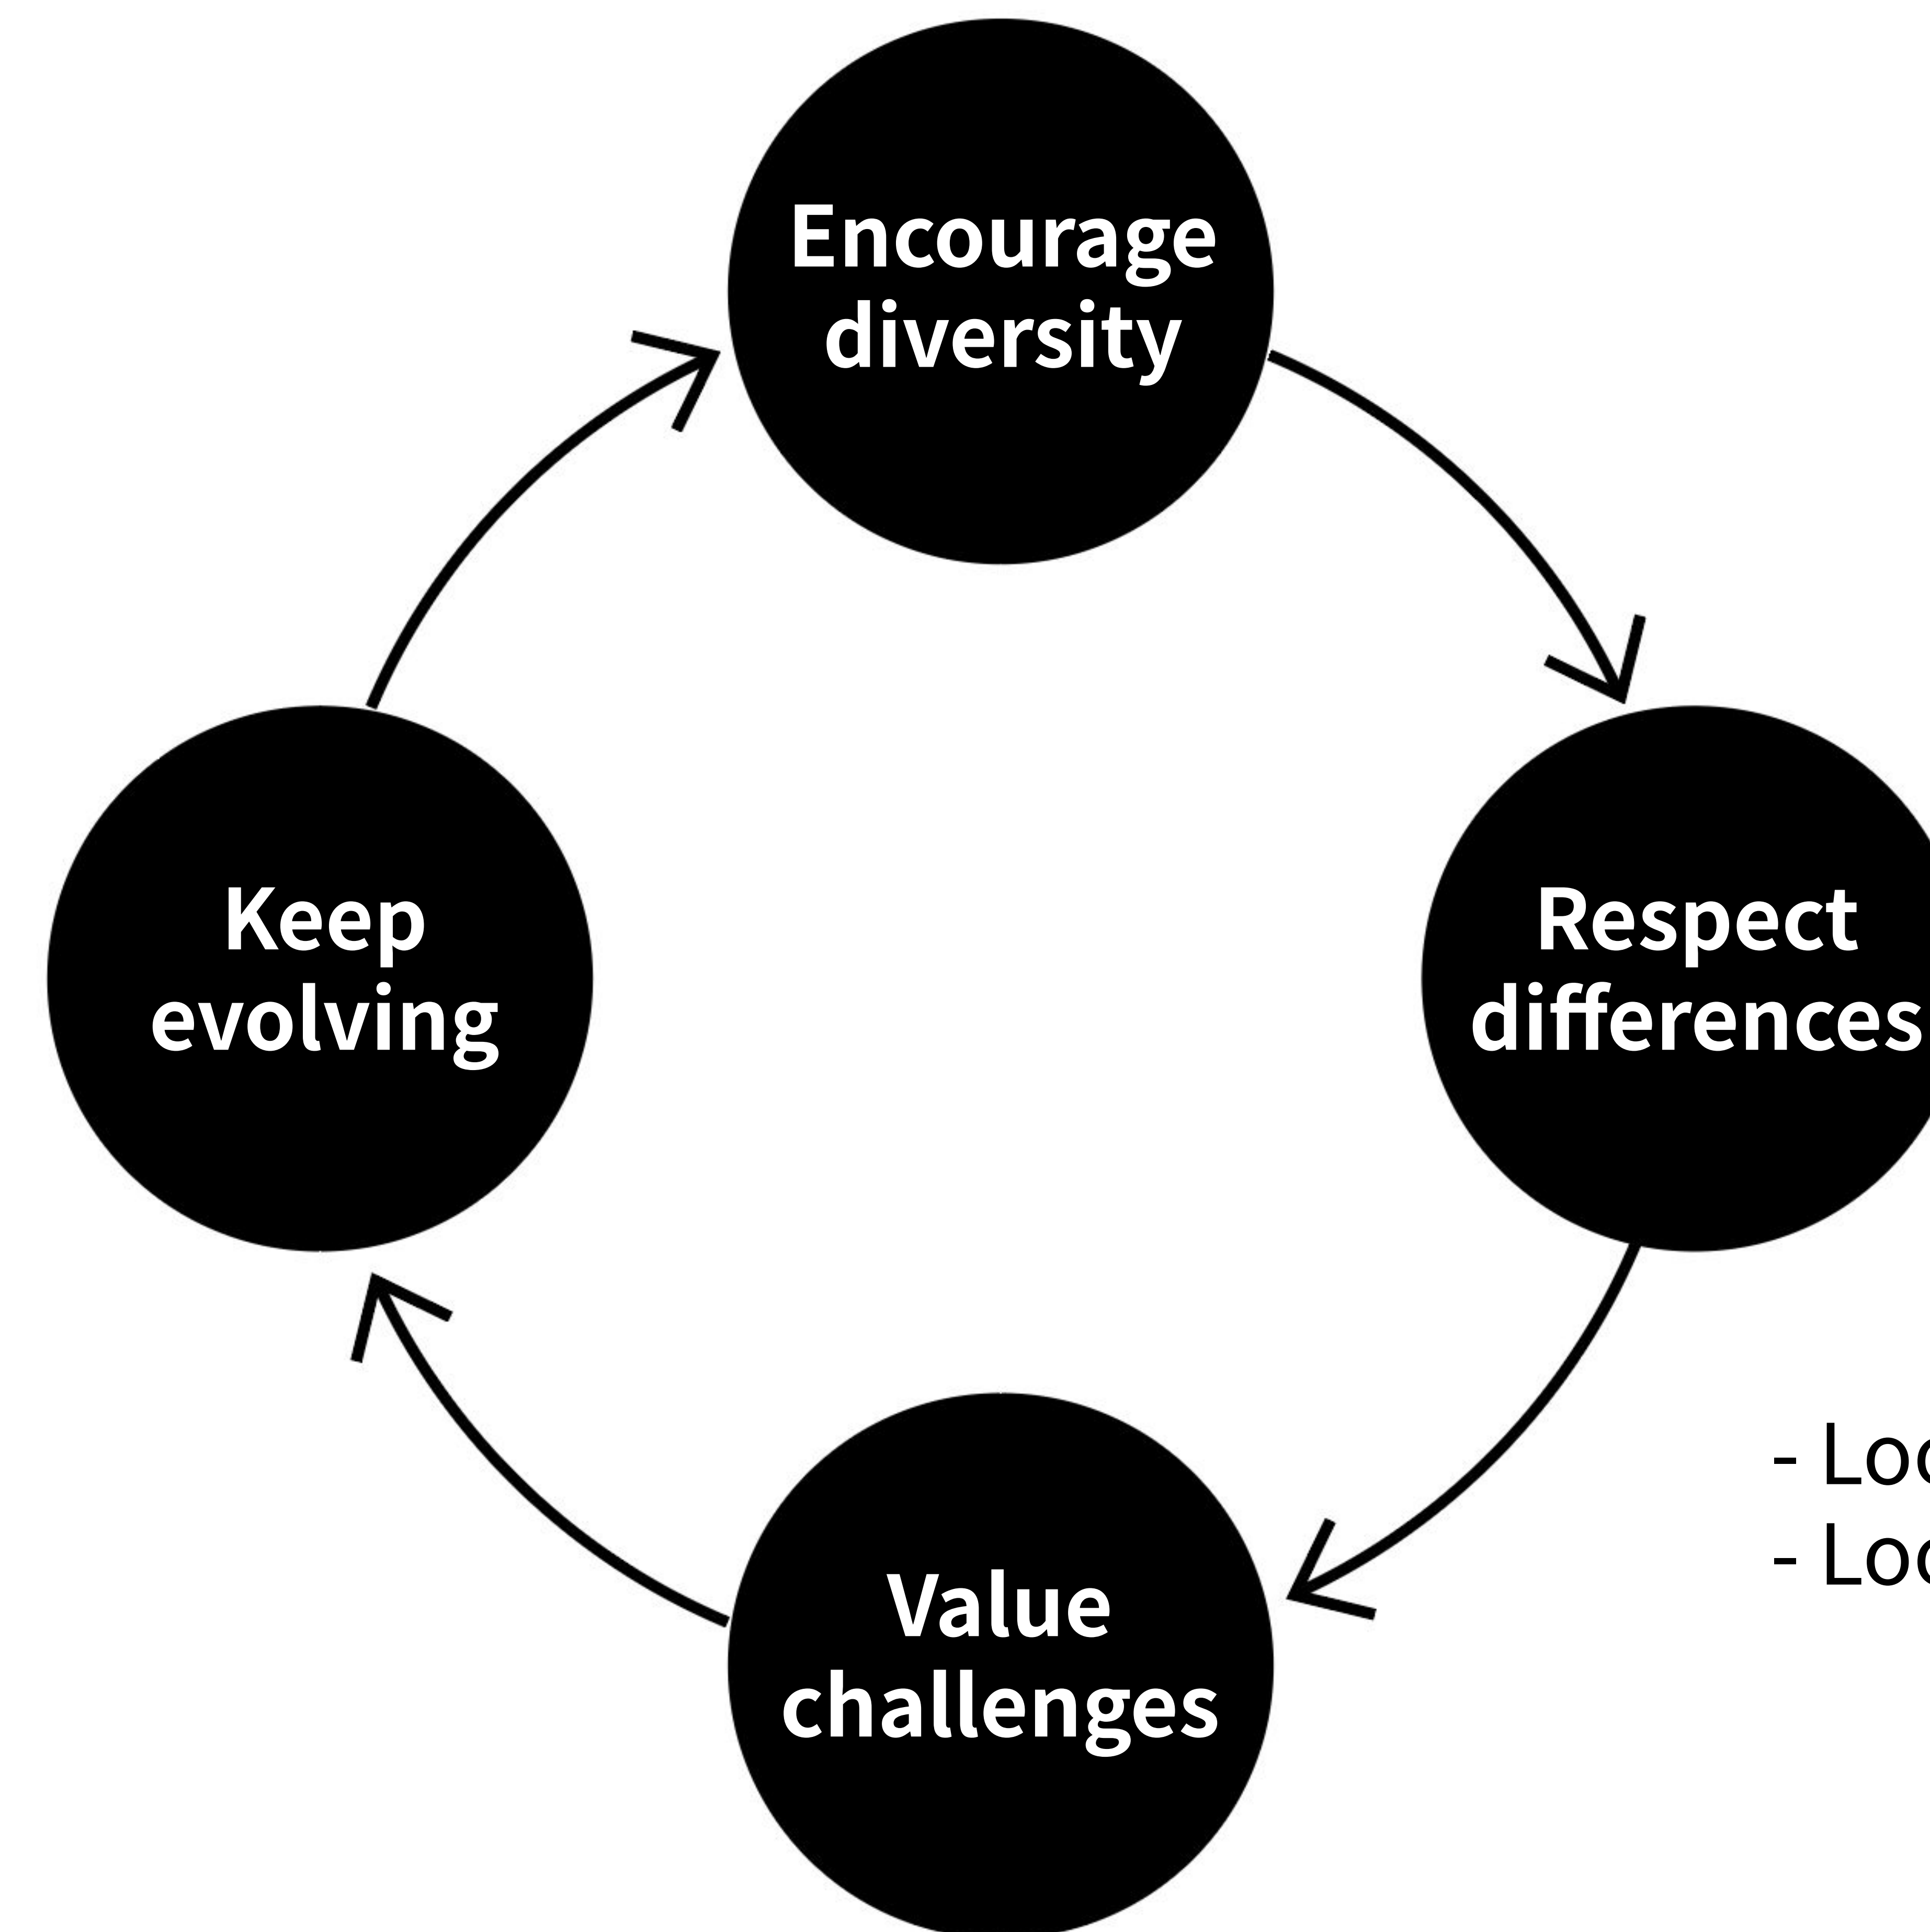 Encourage
diversity
Keep
evolving
Respect
differences
Value
challenges
-
-